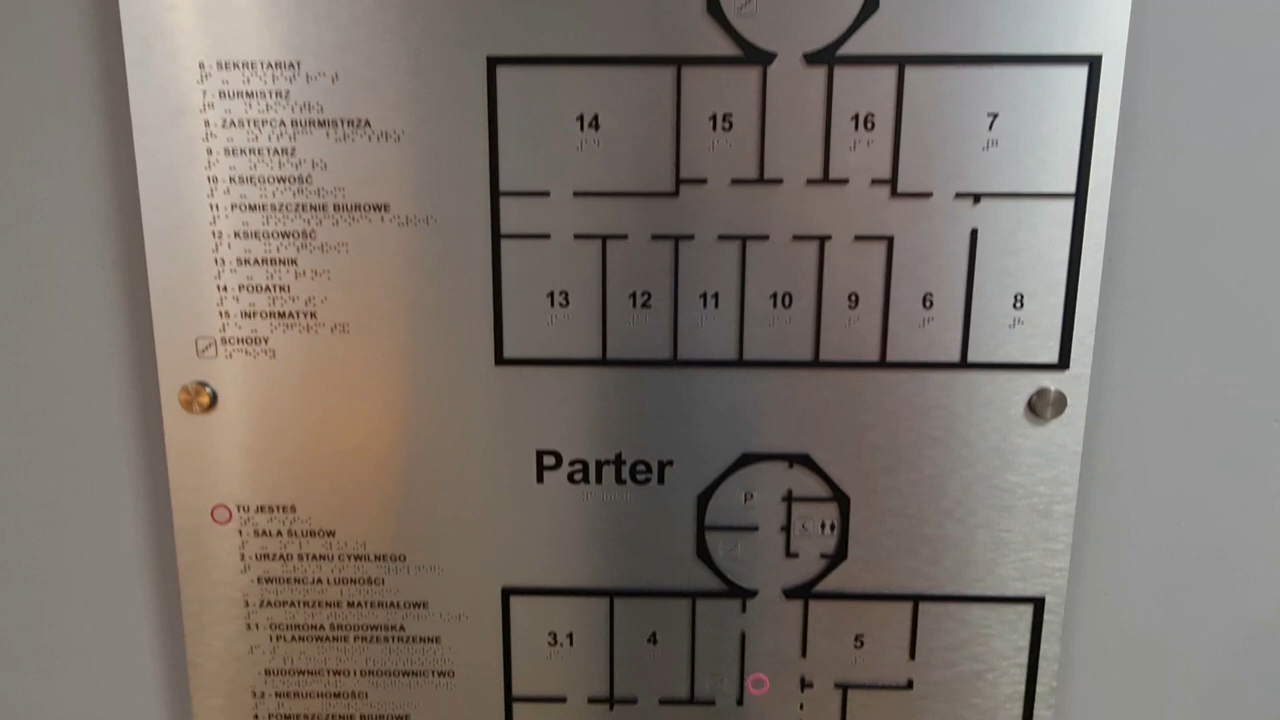 6 - SEKRETARIAT
7 - BURMISTRZ
8 - ZASTĘPCA BURMISTRZA
9 - SEKRETARZ
10 - KSIĘGOWOŚĆ
11 - POMIESZCZENIE BIUROWE
12 - KSIĘGOWOŚĆ
13 - SKARBNIK
14 - PODATKI
15 - INFORMATYK
SCHODY
14 15 16 7
13 12 11 10 9 6 8
Parter
P
TU JESTEŚ
1 - SALA ŚLUBÓW
2 - URZĄD STANU CYWILNEGO
- EWIDENCJA LUDNOŚCI
3 - ZAOPATRZENIE MATERIAŁOWE
3.1 - OCHRONA ŚRODOWISKA
I PLANOWANIE PRZESTRZENNE
- BUDOWNICTWO I DROGOWNICTWO
3.2 - NIERUCHOMOŚCI
4 - POMIESZCZENIE BIUROWE
3.1 4 5